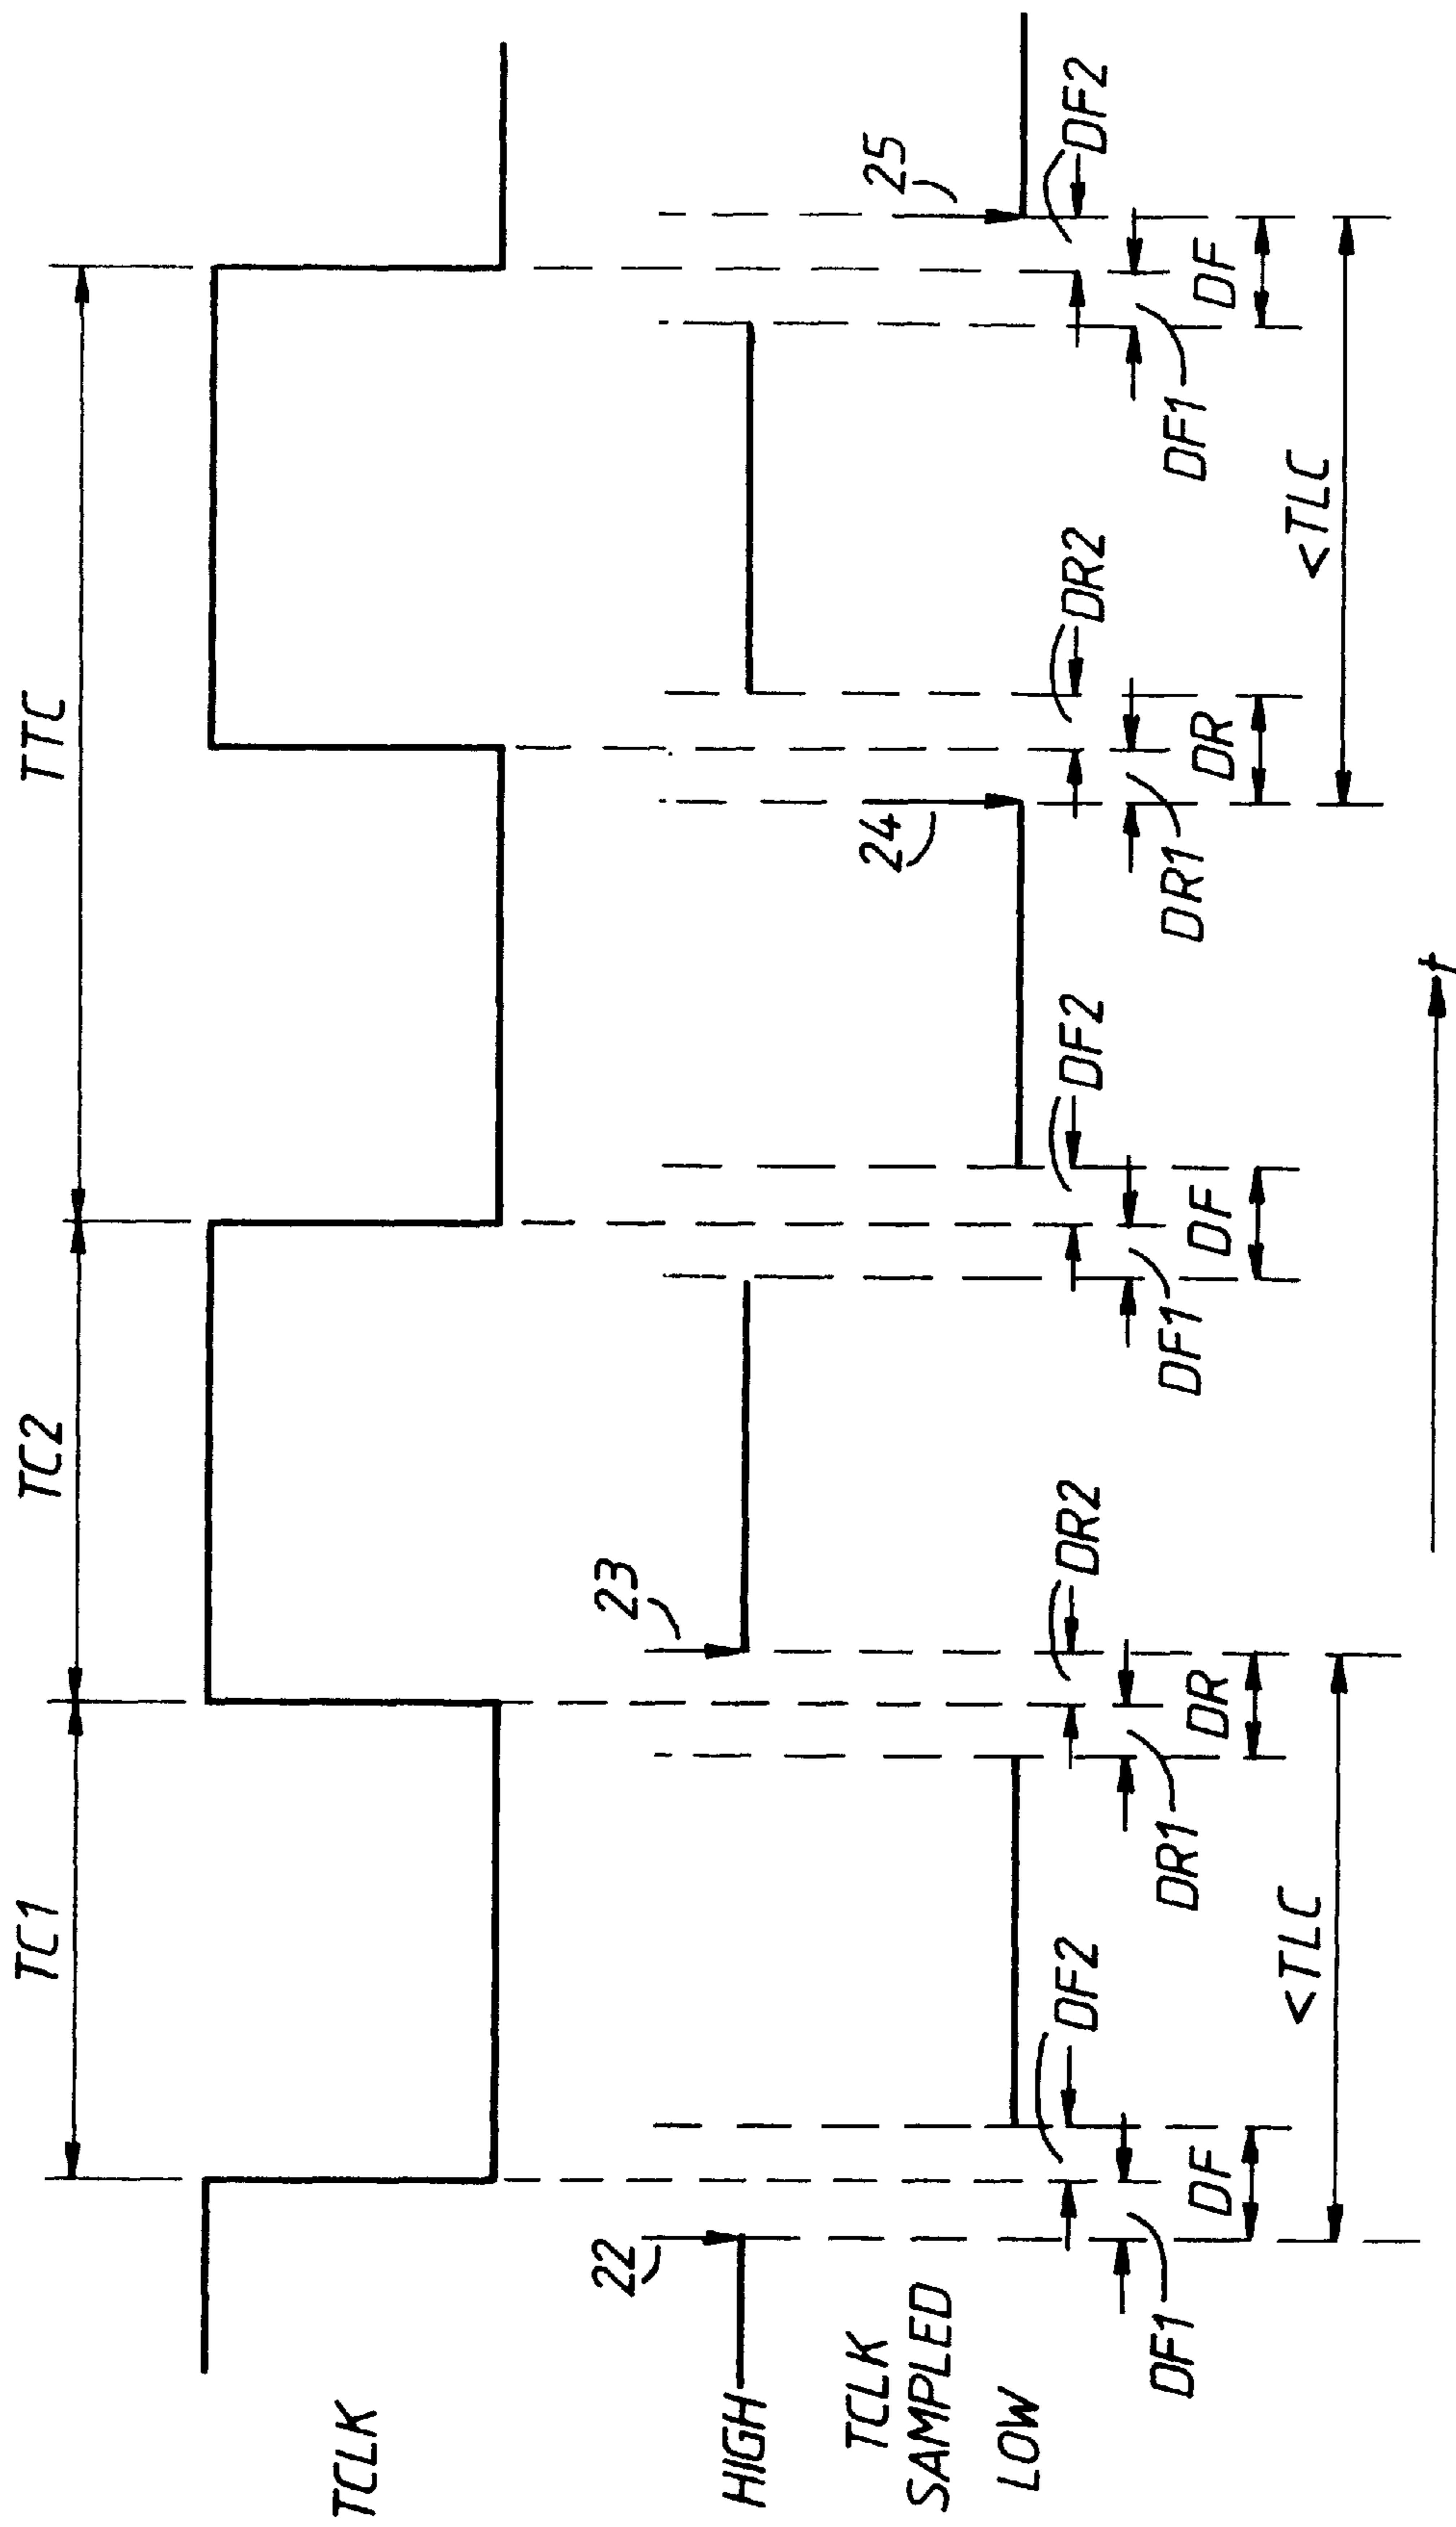 TC1 TC2 TTC
TCLK
22 23 24 25
HIGH
TCLK
SAMPLED
LOW
DF2 DR2 DF2 DR2 DF2
DF1 DR1 DF1 DR1 DF1
DF DR DF DR DF
<TLC <TLC
t